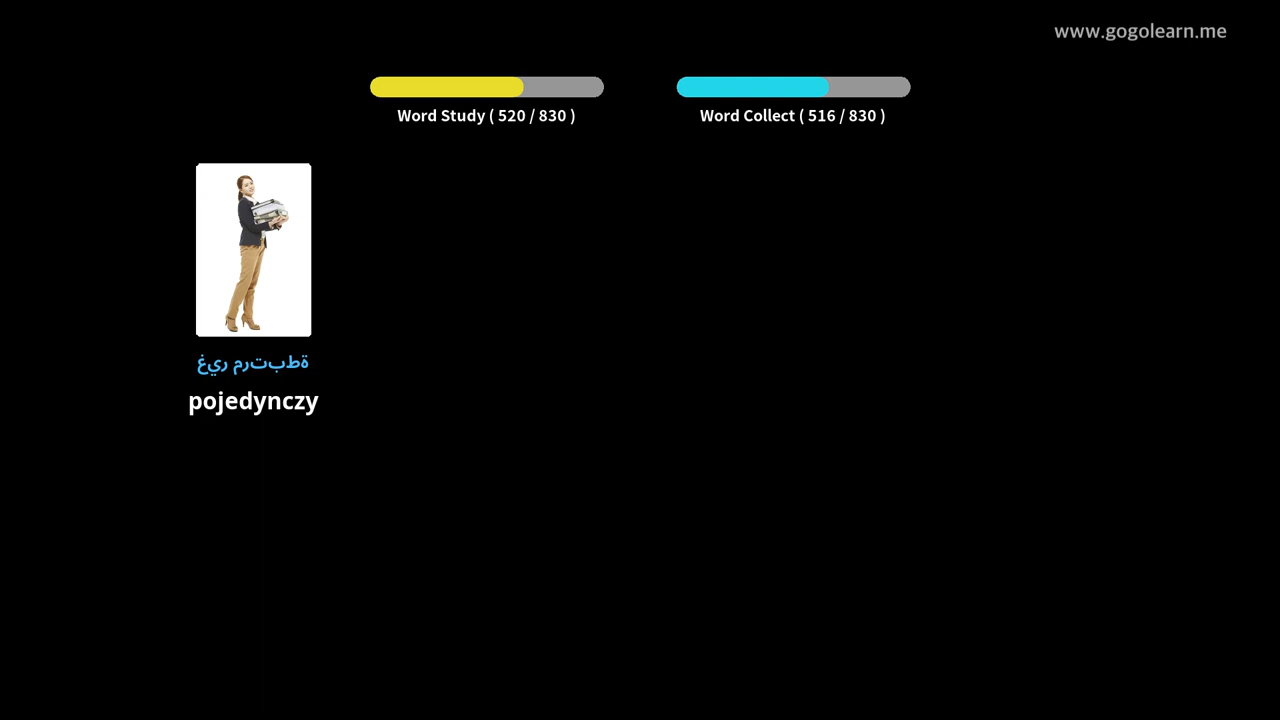 www.gogolearn.me
Word Study ( 520 / 830 )
Word Collect ( 516 / 830 )
غير مرتبطة
pojedynczy